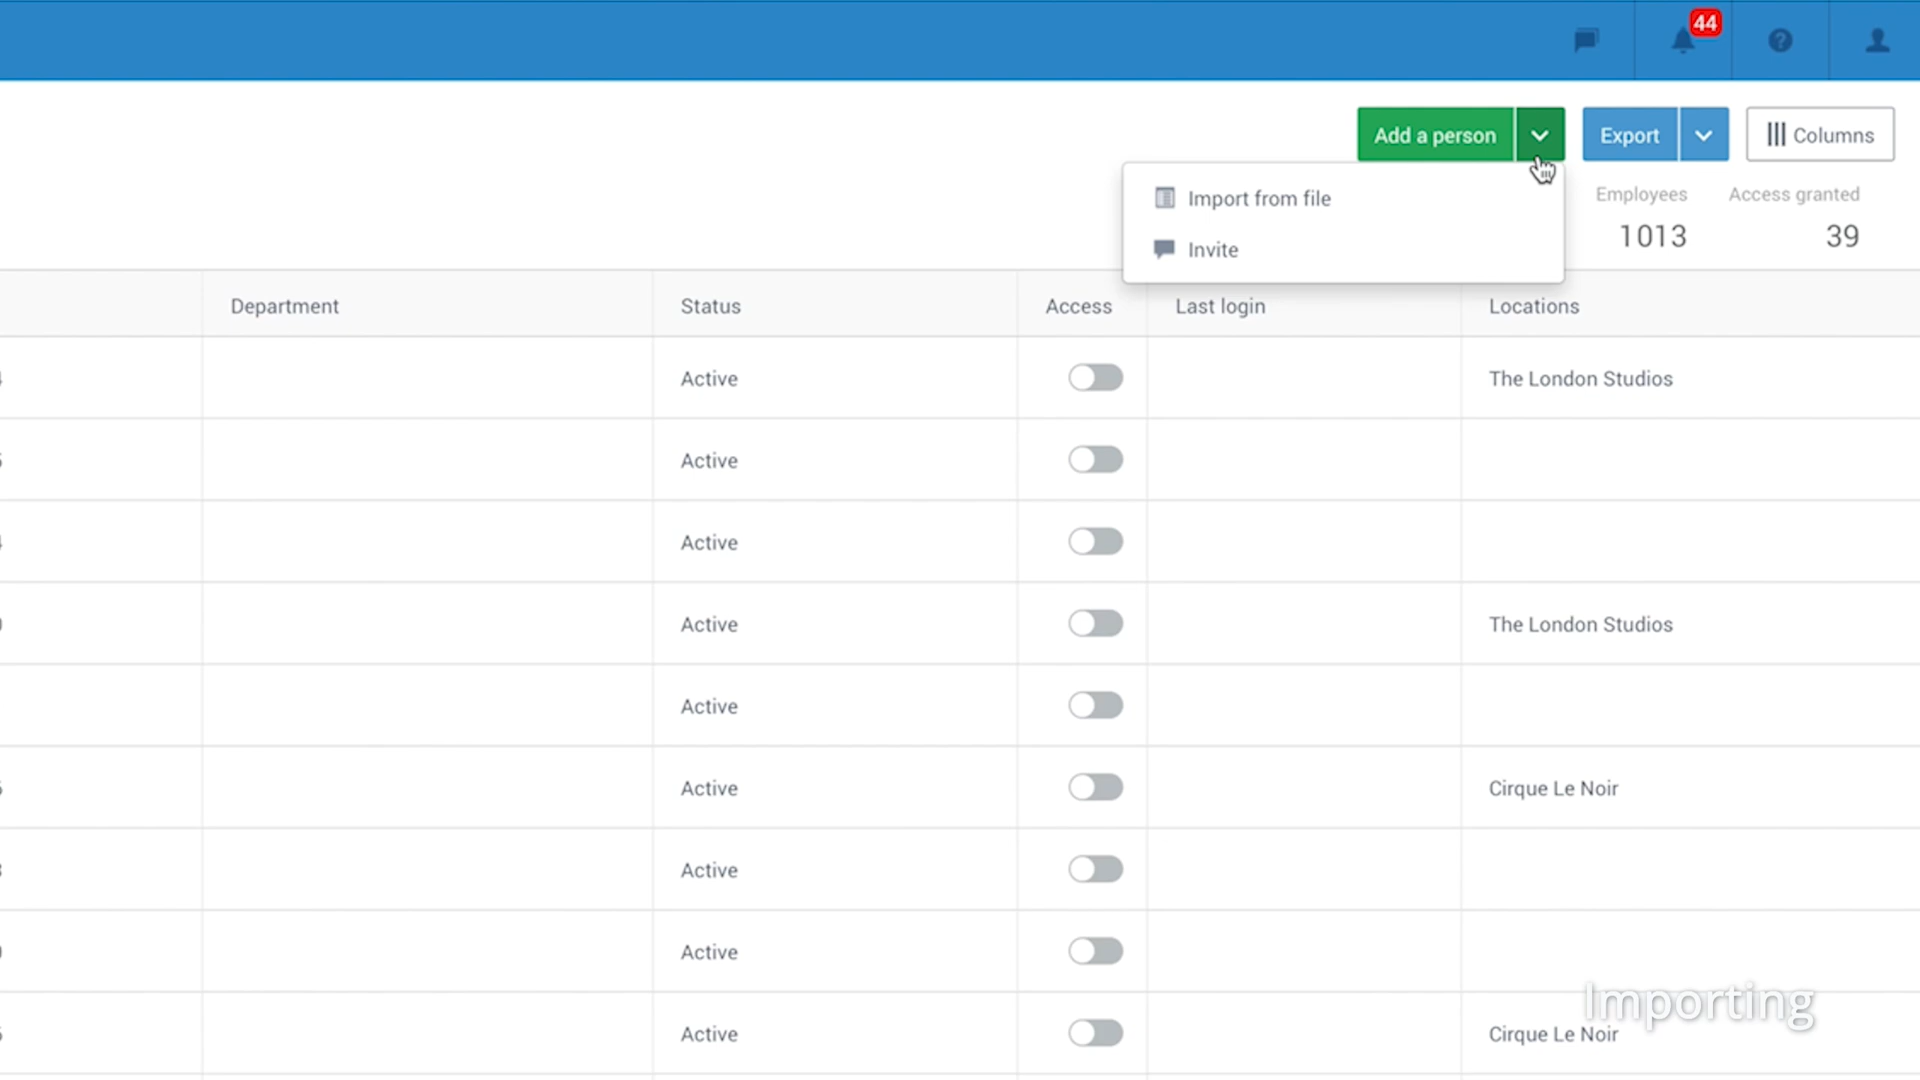 44
Add a person
Export
Columns
Import from file
Invite
Employees
Access granted
1013
39
Department
Status
Access
Last login
Locations
Active
The London Studios
Active
Active
Active
The London Studios
Active
Active
Cirque Le Noir
Active
Active
Active
Cirque Le Noir
Importing